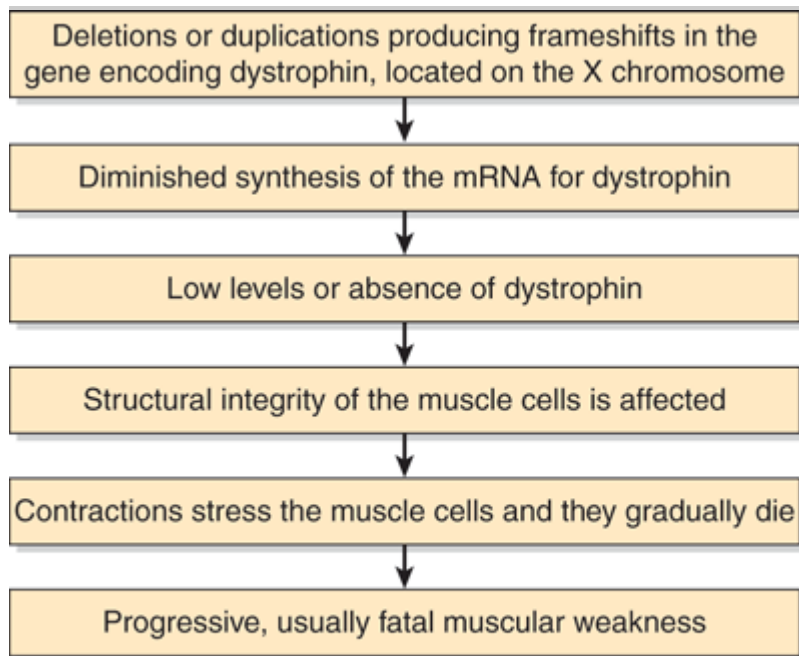 Deletions or duplications producing frameshifts in the
gene encoding dystrophin, located on the X chromosome
Diminished synthesis of the mRNA for dystrophin
Low levels or absence of dystrophin
Structural integrity of the muscle cells is affected
Contractions stress the muscle cells and they gradually die
Progressive, usually fatal muscular weakness